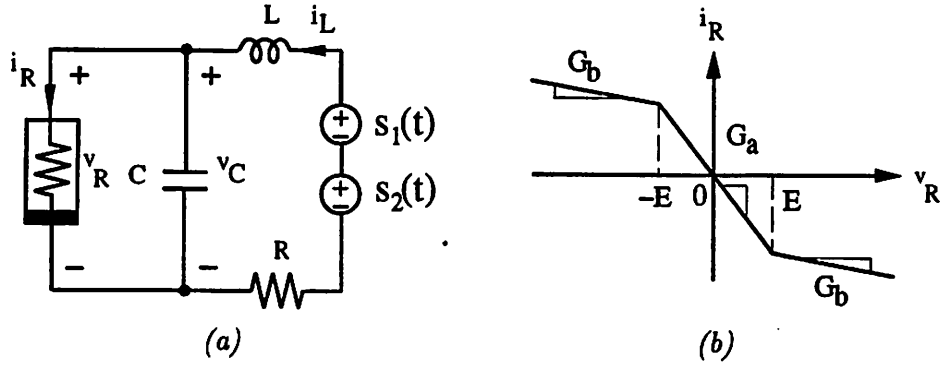 L
i_L
i_R
+
+
v_R
C
v_C
+
−
s_1(t)
+
−
s_2(t)
−
−
R
(a)
i_R
G_b
G_a
−E
0
E
v_R
G_b
(b)